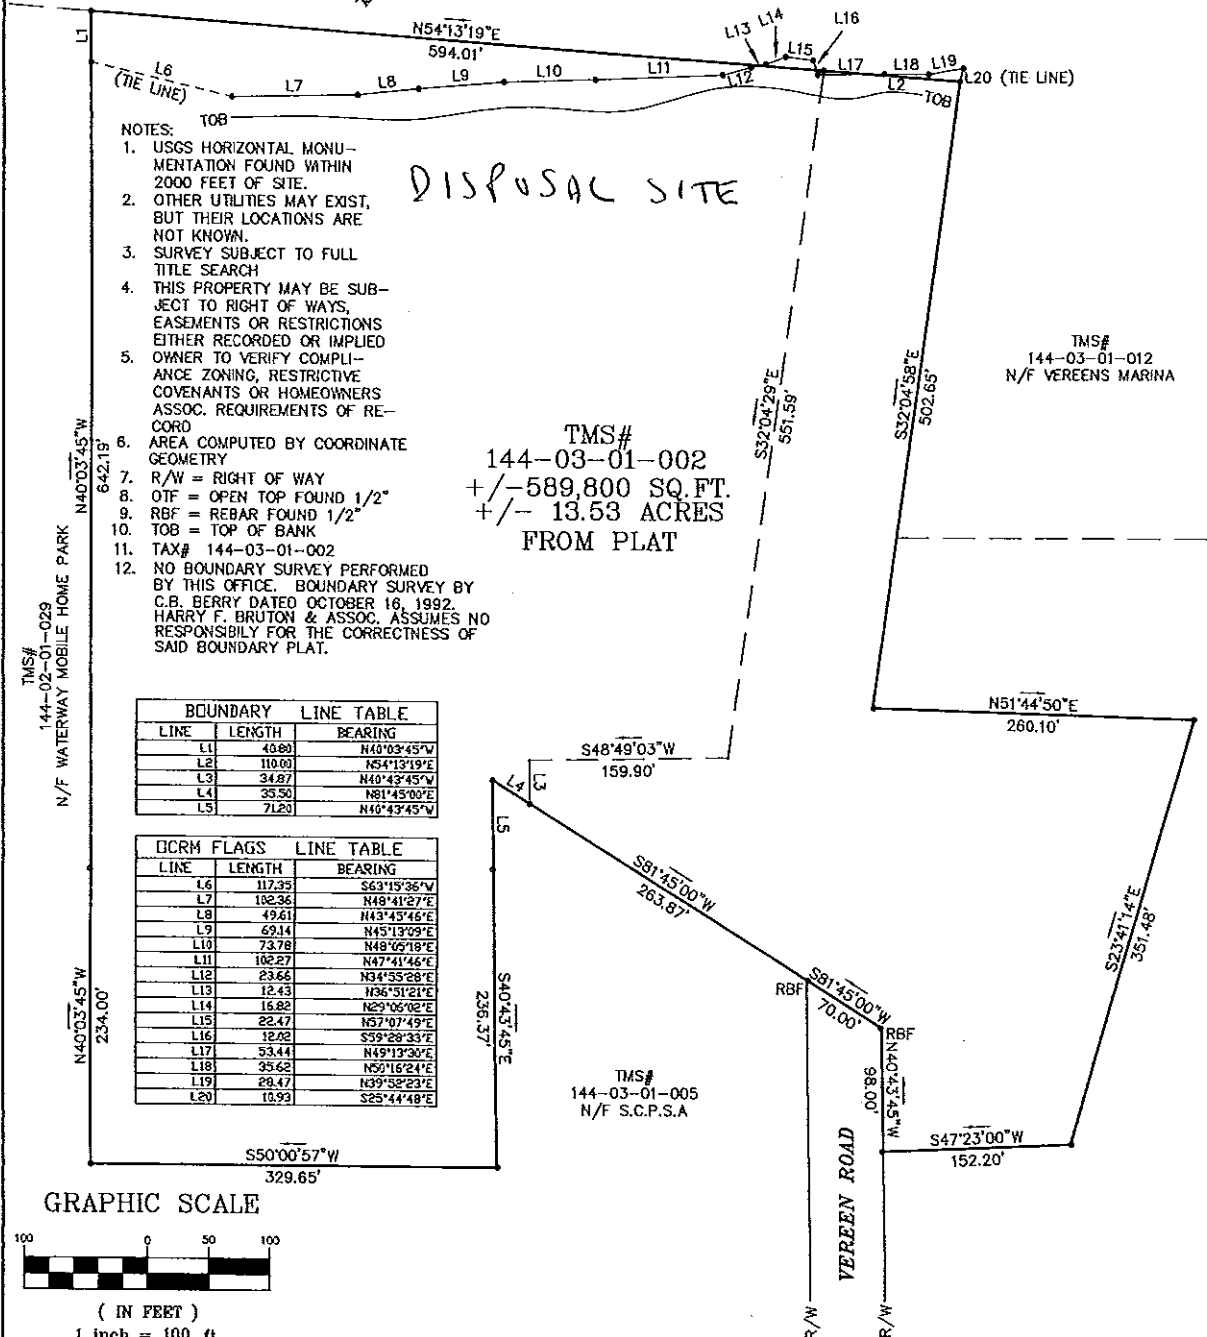 N54°13'19"E
594.01'
L1
L6
(TIE LINE)
L7
L8
L9
L10
L11
L12
L13
L14
L15
L16
L17
L18
L19
L2
L20 (TIE LINE)
TOB
TOB
DISPOSAL SITE
NOTES:
1. USGS HORIZONTAL MONU-
MENTATION FOUND WITHIN
2000 FEET OF SITE.
2. OTHER UTILITIES MAY EXIST,
BUT THEIR LOCATIONS ARE
NOT KNOWN.
3. SURVEY SUBJECT TO FULL
TITLE SEARCH
4. THIS PROPERTY MAY BE SUB-
JECT TO RIGHT OF WAYS,
EASEMENTS OR RESTRICTIONS
EITHER RECORDED OR IMPLIED
5. OWNER TO VERIFY COMPLI-
ANCE ZONING, RESTRICTIVE
COVENANTS OR HOMEOWNERS
ASSOC. REQUIREMENTS OF RE-
CORD
6. AREA COMPUTED BY COORDINATE
GEOMETRY
7. R/W = RIGHT OF WAY
8. OTF = OPEN TOP FOUND 1/2"
9. RBF = REBAR FOUND 1/2"
10. TOB = TOP OF BANK
11. TAX# 144-03-01-002
12. NO BOUNDARY SURVEY PERFORMED
BY THIS OFFICE. BOUNDARY SURVEY BY
C.B. BERRY DATED OCTOBER 16, 1992.
HARRY F. BRUTON & ASSOC. ASSUMES NO
RESPONSIBILY FOR THE CORRECTNESS OF
SAID BOUNDARY PLAT.
TMS#
144-03-01-002
+/-589,800 SQ.FT.
+/- 13.53 ACRES
FROM PLAT
S32°04'29"E
551.59'
S32°04'58"E
502.65'
TMS#
144-03-01-012
N/F VEREENS MARINA
N40°03'45"W
642.19'
TMS#
144-02-01-029
N/F WATERWAY MOBILE HOME PARK
N51°44'50"E
260.10'
S48°49'03"W
159.90'
L3
L4
L5
BOUNDARY LINE TABLE
LINE LENGTH BEARING
L1 40.80 N40°03'45"W
L2 110.00 N54°13'19"E
L3 34.87 N40°43'45"W
L4 35.50 N81°45'00"E
L5 71.20 N40°43'45"W
OCRM FLAGS LINE TABLE
LINE LENGTH BEARING
L6 117.35 S63°15'36"W
L7 102.36 N48°41'27"E
L8 49.61 N43°45'46"E
L9 69.14 N45°13'09"E
L10 73.78 N48°05'18"E
L11 102.27 N47°41'46"E
L12 23.66 N34°55'28"E
L13 12.43 N36°51'21"E
L14 16.82 N29°06'02"E
L15 22.47 N57°07'49"E
L16 12.02 S59°28'33"E
L17 53.44 N49°13'30"E
L18 35.62 N50°16'24"E
L19 28.47 N39°52'23"E
L20 10.93 S25°44'48"E
S81°45'00"W
263.87'
S81°45'00"W
70.00'
RBF
RBF
S23°41'14"E
351.48'
N40°43'45"W
98.00'
S40°43'45"E
236.37'
N40°03'45"W
234.00'
TMS#
144-03-01-005
N/F S.C.P.S.A
S47°23'00"W
152.20'
S50°00'57"W
329.65'
VEREEN ROAD
R/W
R/W
GRAPHIC SCALE
100 0 50 100
( IN FEET )
1 inch = 100 ft